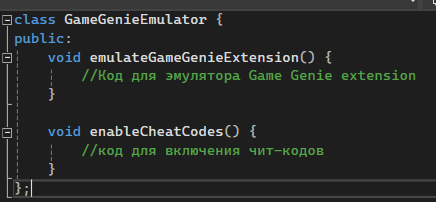 class GameGenieEmulator {
public:
void emulateGameGenieExtension() {
//Код для эмулятора Game Genie extension
}
void enableCheatCodes() {
//код для включения чит-кодов
}
};